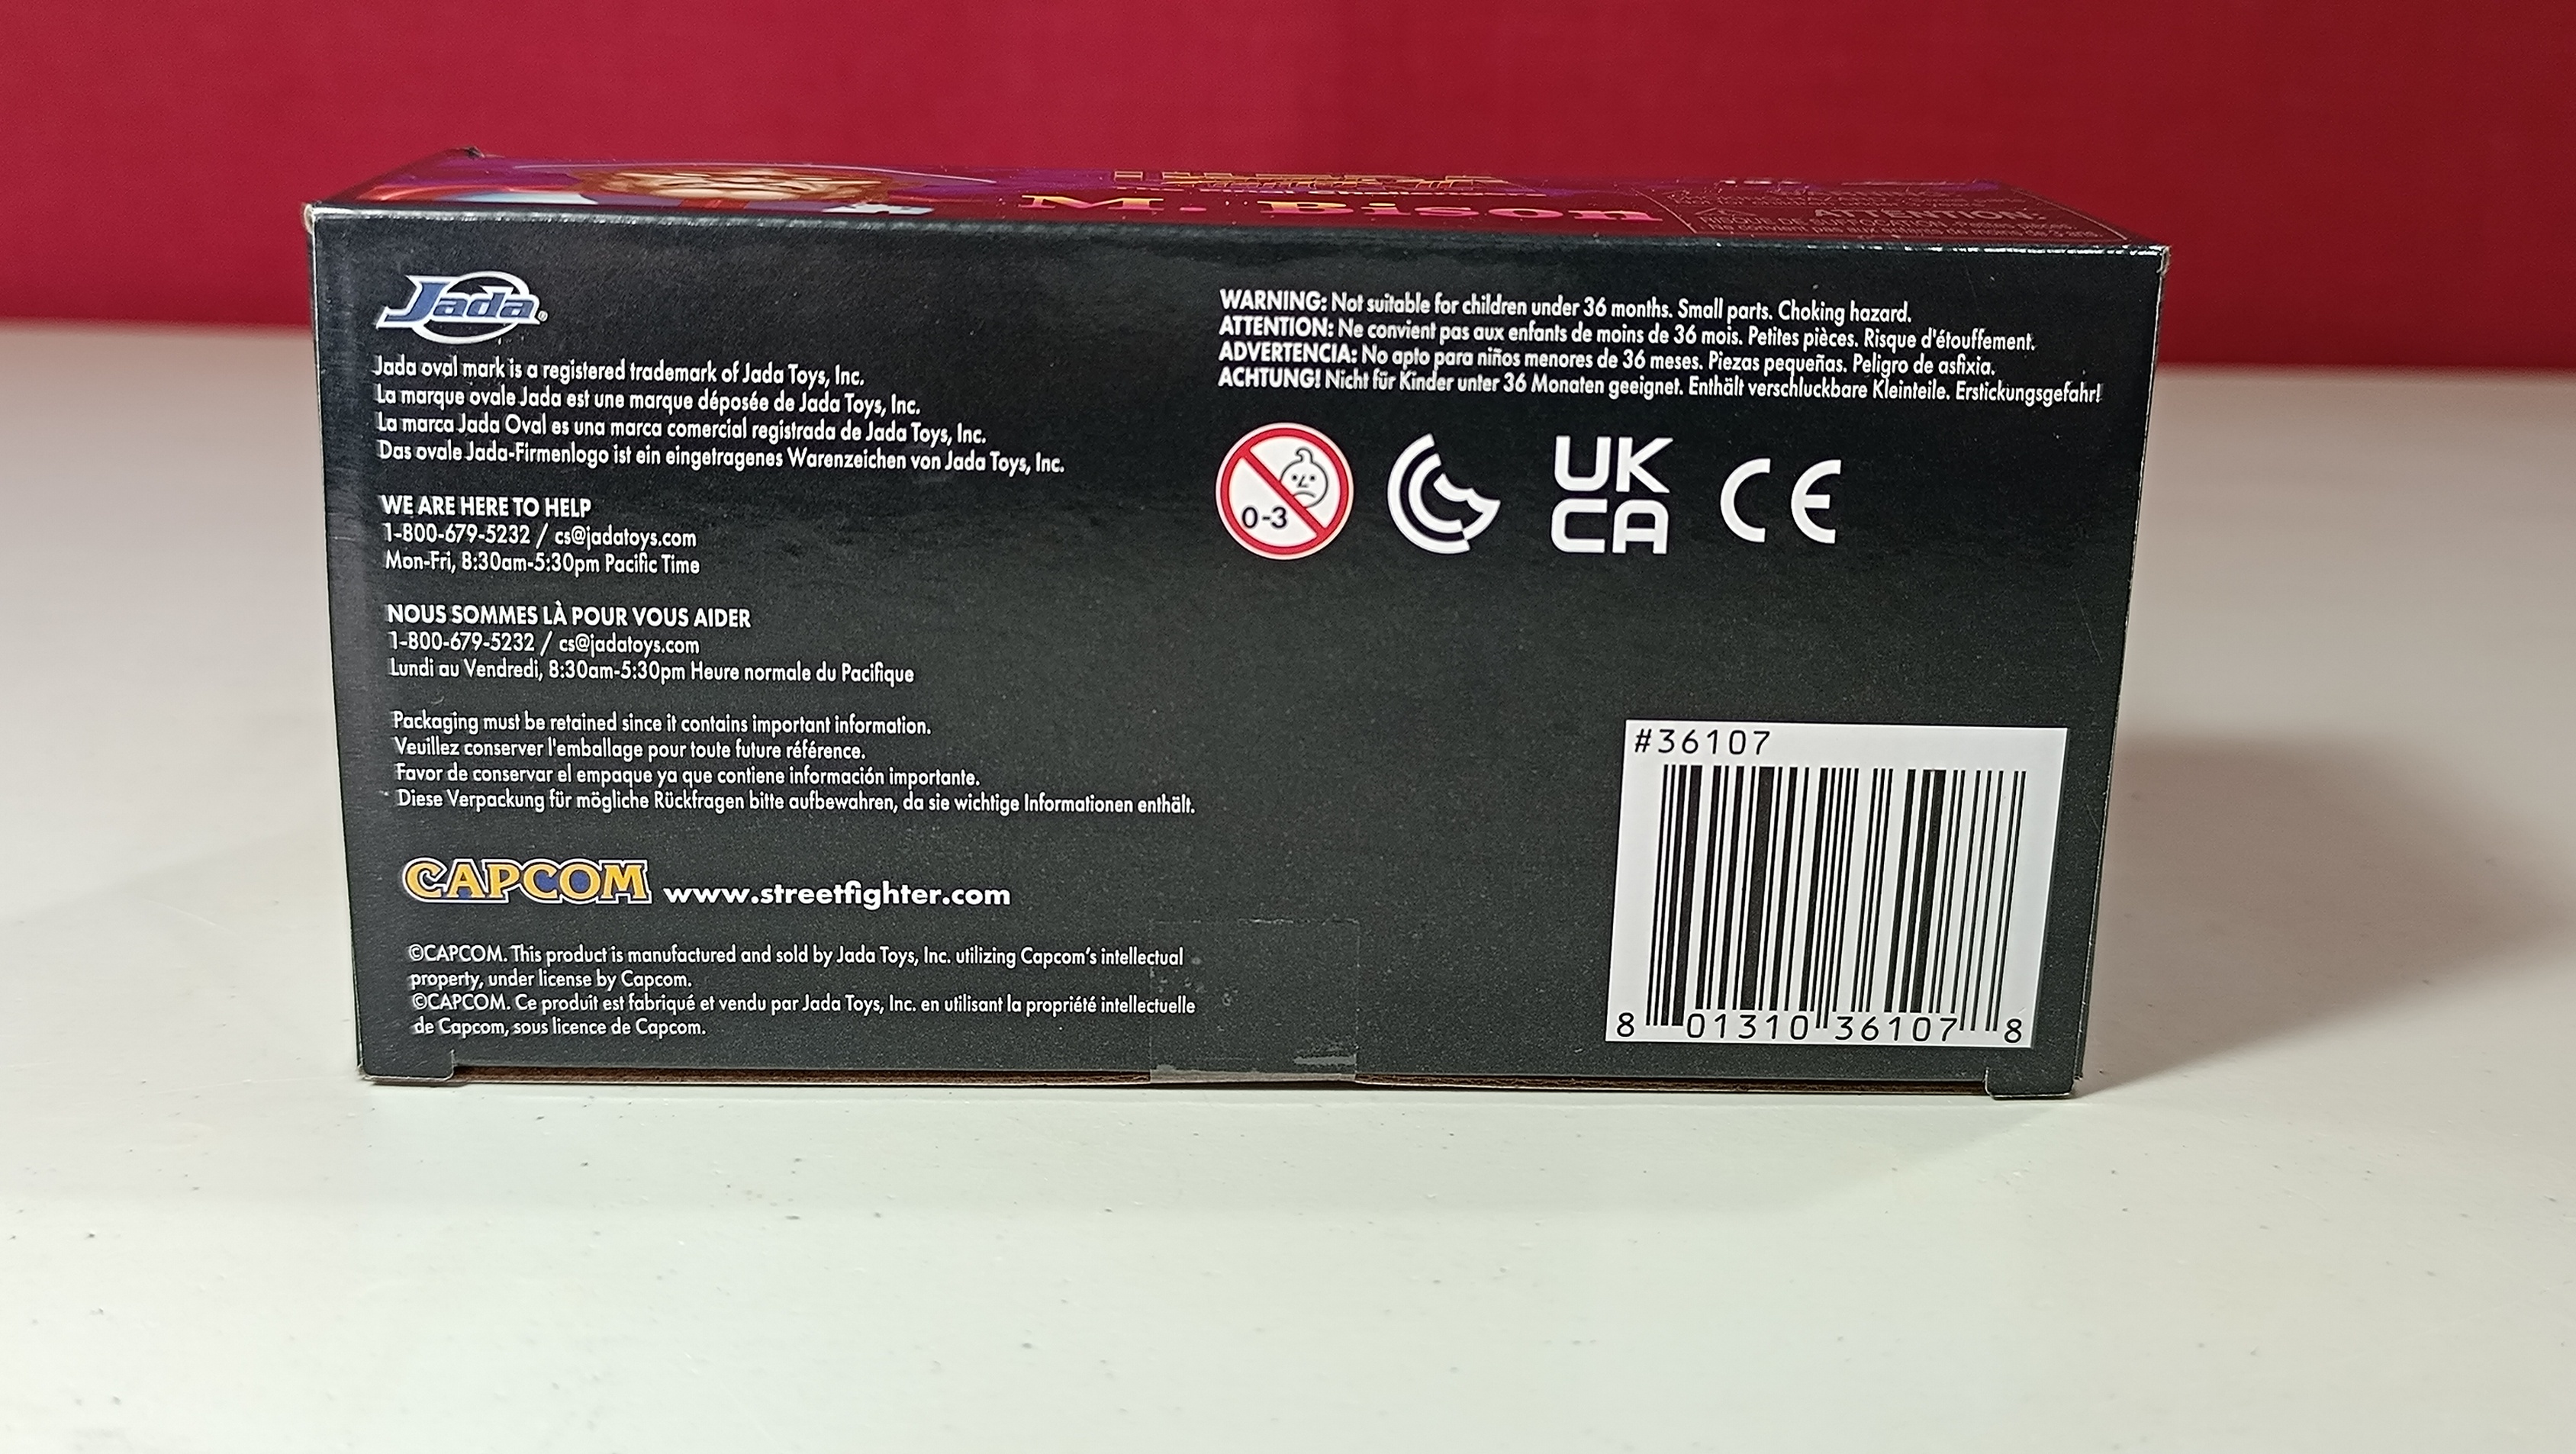 M. Bison
ATTENTION:
Jada®
Jada oval mark is a registered trademark of Jada Toys, Inc.
La marque ovale Jada est une marque déposée de Jada Toys, Inc.
La marca Jada Oval es una marca comercial registrada de Jada Toys, Inc.
Das ovale Jada-Firmenlogo ist ein eingetragenes Warenzeichen von Jada Toys, Inc.
WE ARE HERE TO HELP
1-800-679-5232 / cs@jadatoys.com
Mon-Fri, 8:30am-5:30pm Pacific Time
NOUS SOMMES LÀ POUR VOUS AIDER
1-800-679-5232 / cs@jadatoys.com
Lundi au Vendredi, 8:30am-5:30pm Heure normale du Pacifique
Packaging must be retained since it contains important information.
Veuillez conserver l'emballage pour toute future référence.
Favor de conservar el empaque ya que contiene información importante.
Diese Verpackung für mögliche Rückfragen bitte aufbewahren, da sie wichtige Informationen enthält.
CAPCOM www.streetfighter.com
©CAPCOM. This product is manufactured and sold by Jada Toys, Inc. utilizing Capcom's intellectual
property, under license by Capcom.
©CAPCOM. Ce produit est fabriqué et vendu par Jada Toys, Inc. en utilisant la propriété intellectuelle
de Capcom, sous licence de Capcom.
WARNING: Not suitable for children under 36 months. Small parts. Choking hazard.
ATTENTION: Ne convient pas aux enfants de moins de 36 mois. Petites pièces. Risque d'étouffement.
ADVERTENCIA: No apto para niños menores de 36 meses. Piezas pequeñas. Peligro de asfixia.
ACHTUNG! Nicht für Kinder unter 36 Monaten geeignet. Enthält verschluckbare Kleinteile. Erstickungsgefahr!
0-3
UK
CA
CE
#36107
8 01310 36107 8